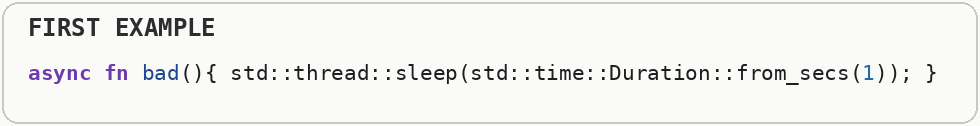 FIRST EXAMPLE
async fn bad(){ std::thread::sleep(std::time::Duration::from_secs(1)); }